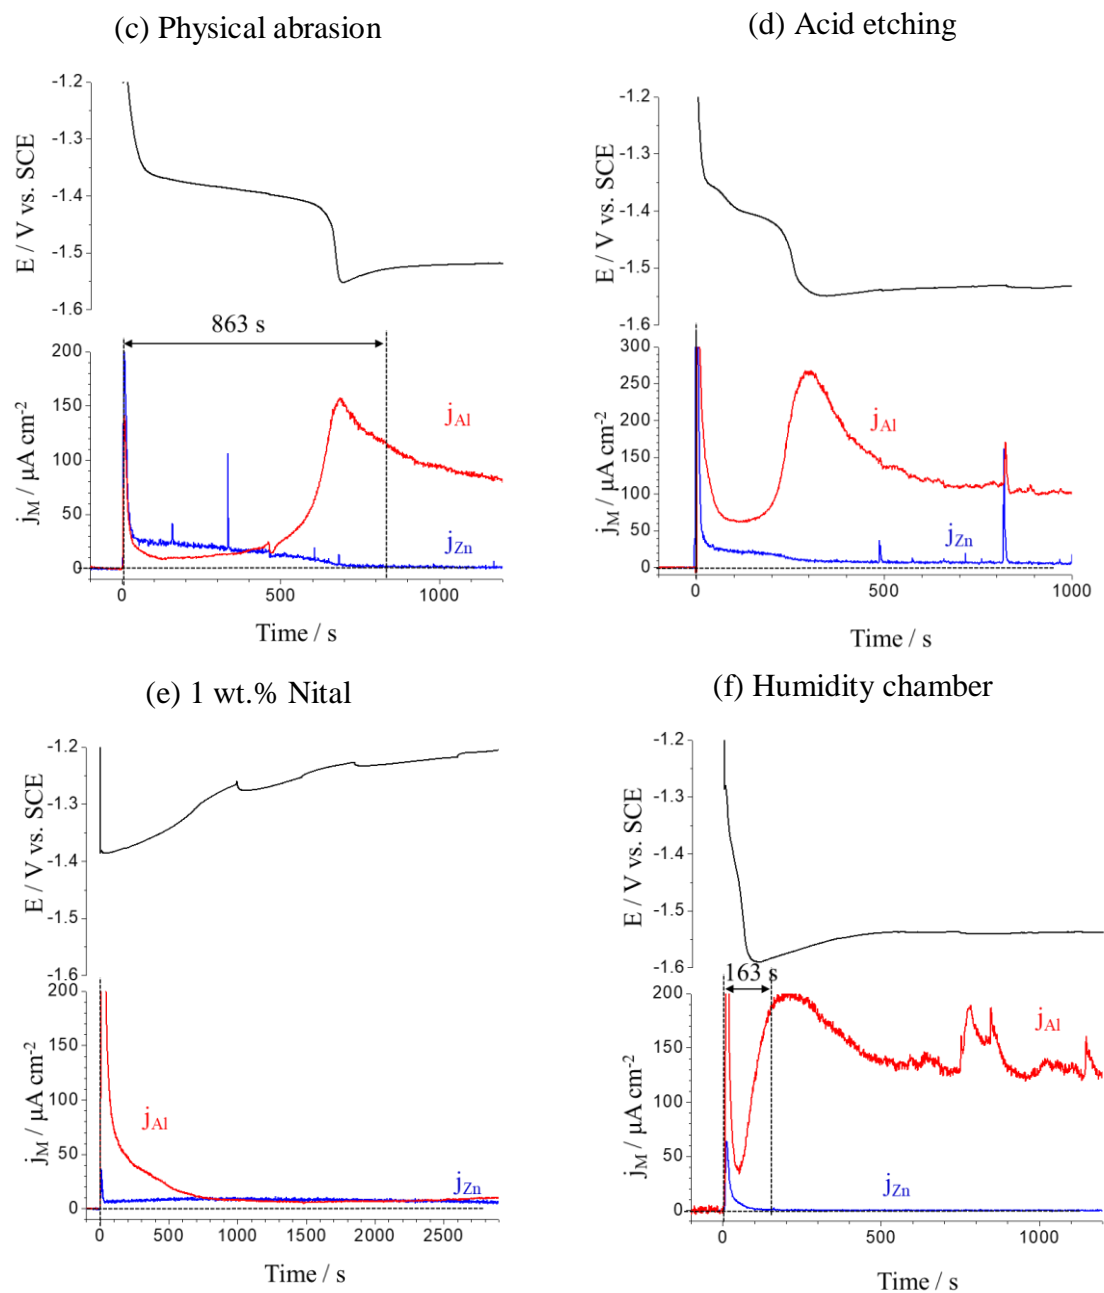 (c) Physical abrasion
-1.2
-1.3
-1.4
-1.5
-1.6
E / V vs. SCE
863 s
200
150
100
50
0
jM / μA cm-2
jAl
jZn
0
500
1000
Time / s
(d) Acid etching
-1.2
-1.3
-1.4
-1.5
-1.6
E / V vs. SCE
300
250
200
150
100
50
0
jM / μA cm-2
jAl
jZn
0
500
1000
Time / s
(e) 1 wt.% Nital
-1.2
-1.3
-1.4
-1.5
-1.6
E / V vs. SCE
200
150
100
50
0
jM / μA cm-2
jAl
jZn
0
500
1000
1500
2000
2500
Time / s
(f) Humidity chamber
-1.2
-1.3
-1.4
-1.5
-1.6
E / V vs. SCE
163 s
200
150
100
50
0
jM / μA cm-2
jAl
jZn
0
500
1000
Time / s